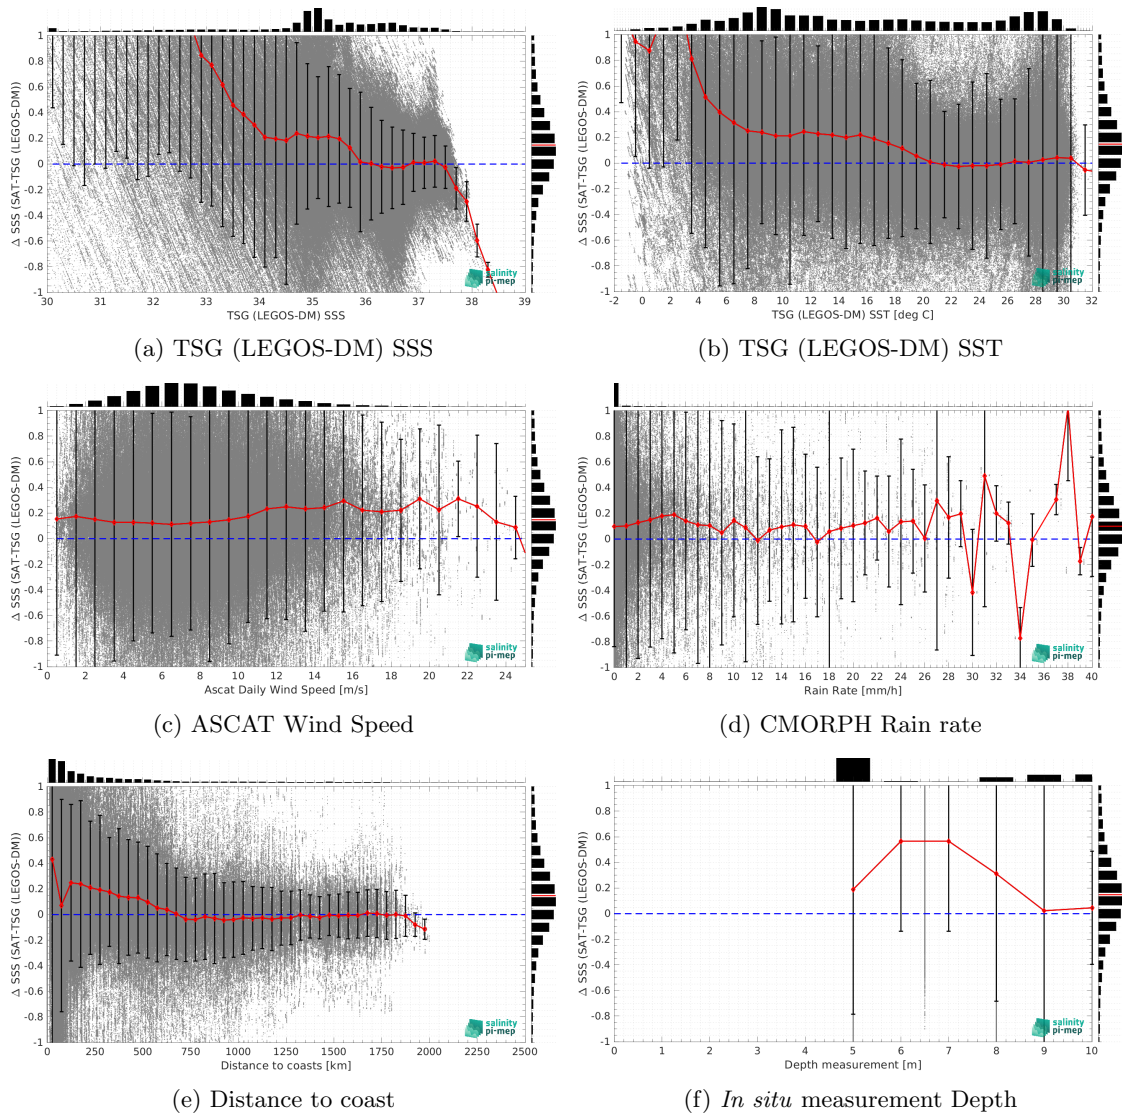 1
0.8
0.6
0.4
0.2
0
-0.2
-0.4
-0.6
-0.8
-1
Δ SSS (SAT-TSG (LEGOS-DM))
30 31 32 33 34 35 36 37 38 39
TSG (LEGOS-DM) SSS
salinity
pi-mep
(a) TSG (LEGOS-DM) SSS
1
0.8
0.6
0.4
0.2
0
-0.2
-0.4
-0.6
-0.8
-1
Δ SSS (SAT-TSG (LEGOS-DM))
-2 0 2 4 6 8 10 12 14 16 18 20 22 24 26 28 30 32
TSG (LEGOS-DM) SST [deg C]
salinity
pi-mep
(b) TSG (LEGOS-DM) SST
1
0.8
0.6
0.4
0.2
0
-0.2
-0.4
-0.6
-0.8
-1
Δ SSS (SAT-TSG (LEGOS-DM))
0 2 4 6 8 10 12 14 16 18 20 22 24
Ascat Daily Wind Speed [m/s]
salinity
pi-mep
(c) ASCAT Wind Speed
1
0.8
0.6
0.4
0.2
0
-0.2
-0.4
-0.6
-0.8
-1
Δ SSS (SAT-TSG (LEGOS-DM))
0 2 4 6 8 10 12 14 16 18 20 22 24 26 28 30 32 34 36 38 40
Rain Rate [mm/h]
salinity
pi-mep
(d) CMORPH Rain rate
1
0.8
0.6
0.4
0.2
0
-0.2
-0.4
-0.6
-0.8
-1
Δ SSS (SAT-TSG (LEGOS-DM))
0 250 500 750 1000 1250 1500 1750 2000 2250 2500
Distance to coasts [km]
salinity
pi-mep
(e) Distance to coast
1
0.8
0.6
0.4
0.2
0
-0.2
-0.4
-0.6
-0.8
-1
Δ SSS (SAT-TSG (LEGOS-DM))
0 1 2 3 4 5 6 7 8 9 10
Depth measurement [m]
salinity
pi-mep
(f) In situ measurement Depth